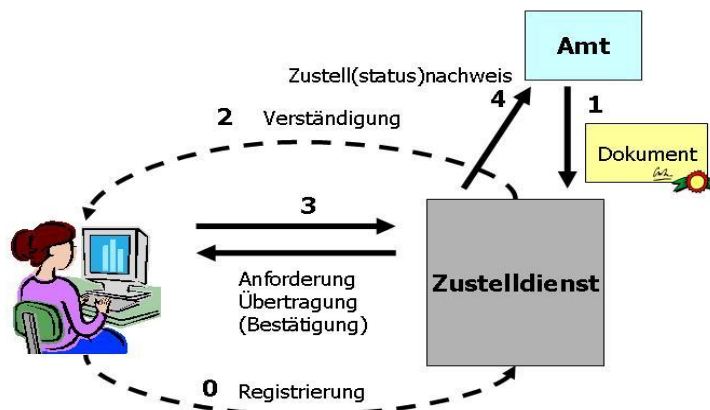 Amt
Zustell(status)nachweis
4
1
2 Verständigung
Dokument
3
Zustelldienst
Anforderung
Übertragung
(Bestätigung)
0 Registrierung